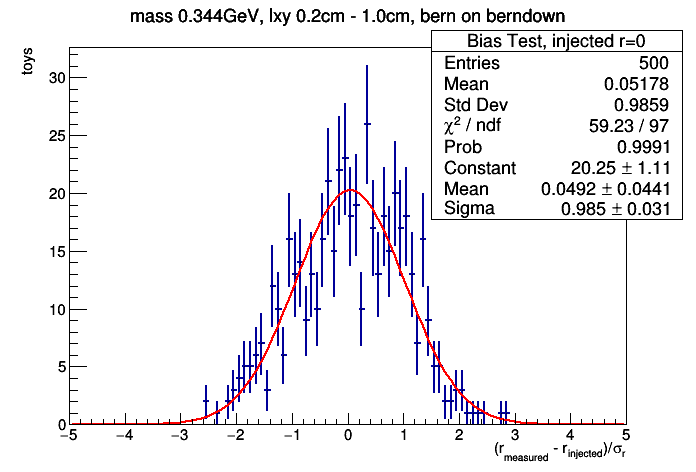 mass 0.344GeV, lxy 0.2cm - 1.0cm, bern on berndown
Bias Test, injected r=0
Entries 500
Mean 0.05178
Std Dev 0.9859
χ² / ndf 59.23 / 97
Prob 0.9991
Constant 20.25 ± 1.11
Mean 0.0492 ± 0.0441
Sigma 0.985 ± 0.031
toys
30
25
20
15
10
5
0
−5 −4 −3 −2 −1 0 1 2 3 4 5
(r_measured - r_injected)/σ_r